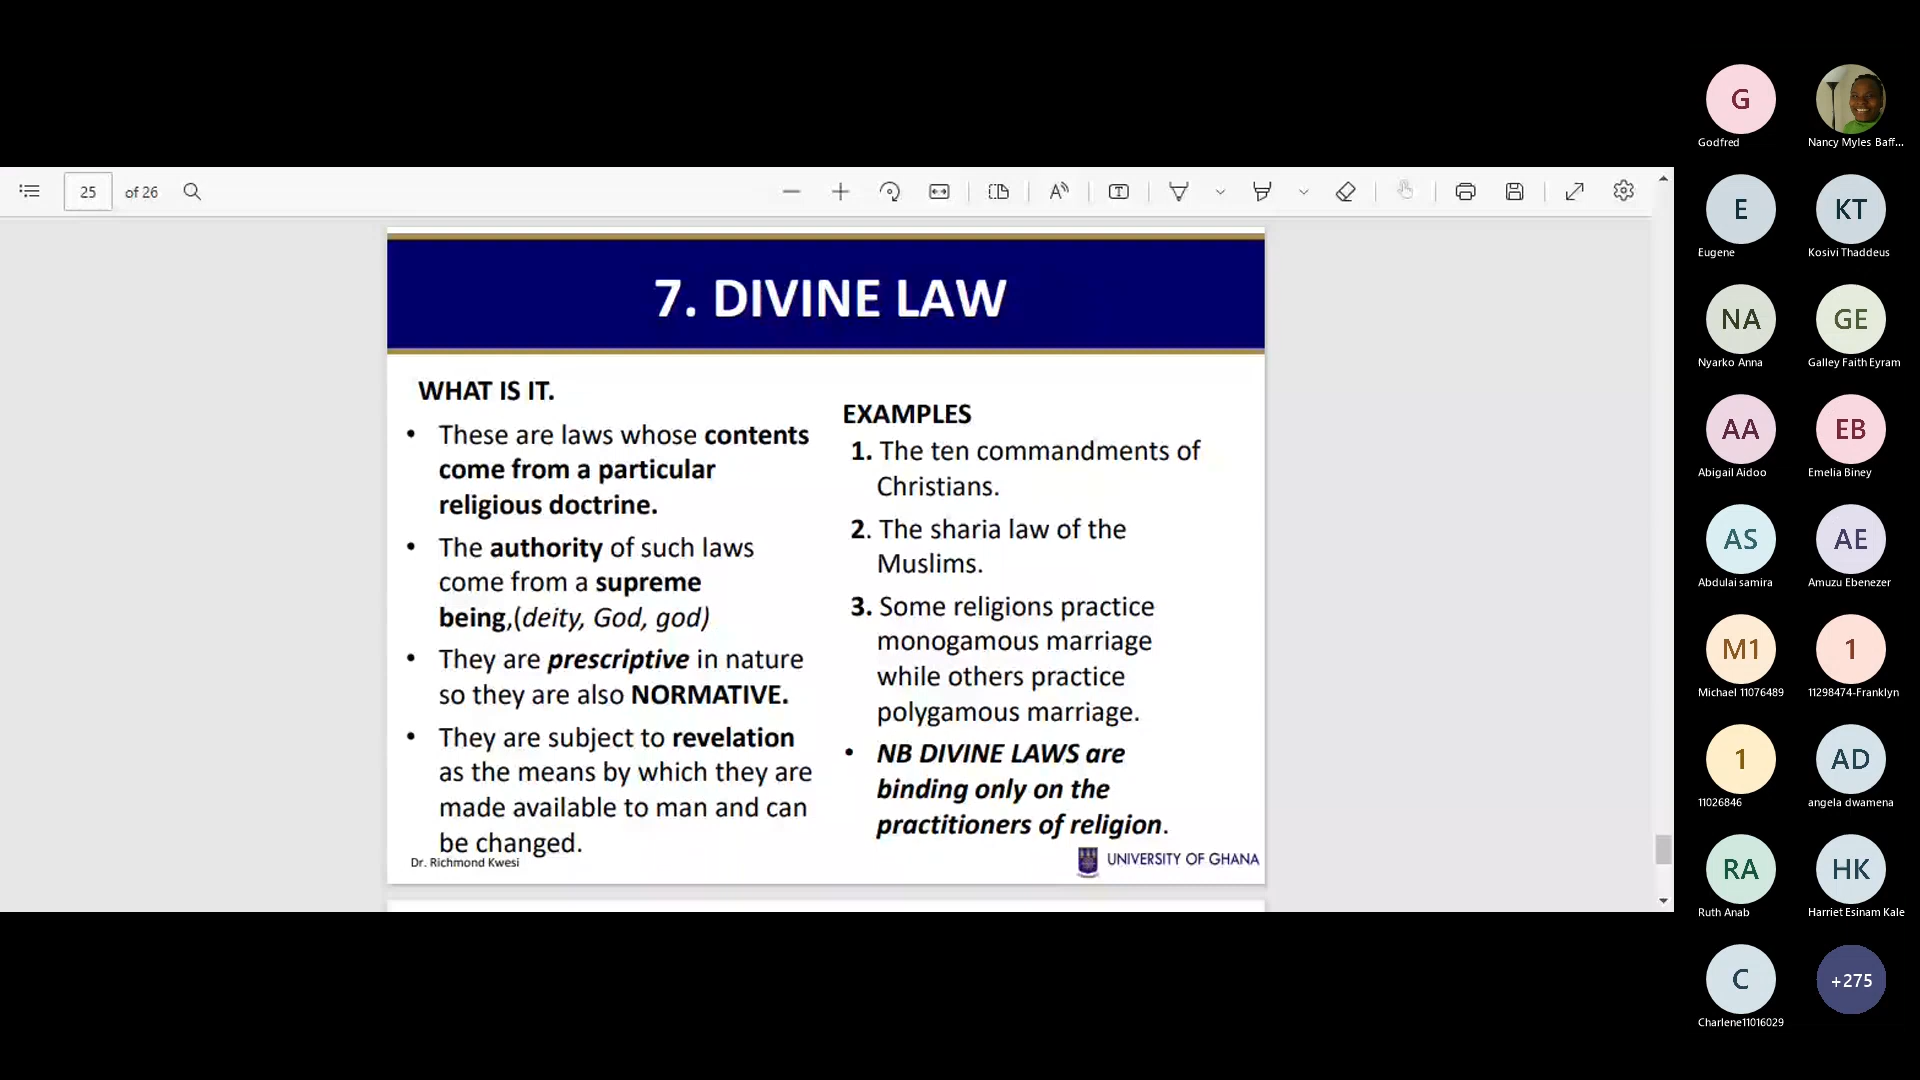 25 of 26
7. DIVINE LAW
WHAT IS IT.
• These are laws whose contents
come from a particular
religious doctrine.
• The authority of such laws
come from a supreme
being,(deity, God, god)
• They are prescriptive in nature
so they are also NORMATIVE.
• They are subject to revelation
as the means by which they are
made available to man and can
be changed.
Dr. Richmond Kwesi
EXAMPLES
1. The ten commandments of
Christians.
2. The sharia law of the
Muslims.
3. Some religions practice
monogamous marriage
while others practice
polygamous marriage.
• NB DIVINE LAWS are
binding only on the
practitioners of religion.
UNIVERSITY OF GHANA
G
Godfred
Nancy Myles Baff...
E KT
Eugene Kosivi Thaddeus
NA GE
Nyarko Anna Galley Faith Eyram
AA EB
Abigail Aidoo Emelia Biney
AS AE
Abdulai samira Amuzu Ebenezer
M1 1
Michael 11076489 11298474-Franklyn
1 AD
11026846 angela dwamena
RA HK
Ruth Anab Harriet Esinam Kale
C +275
Charlene11016029